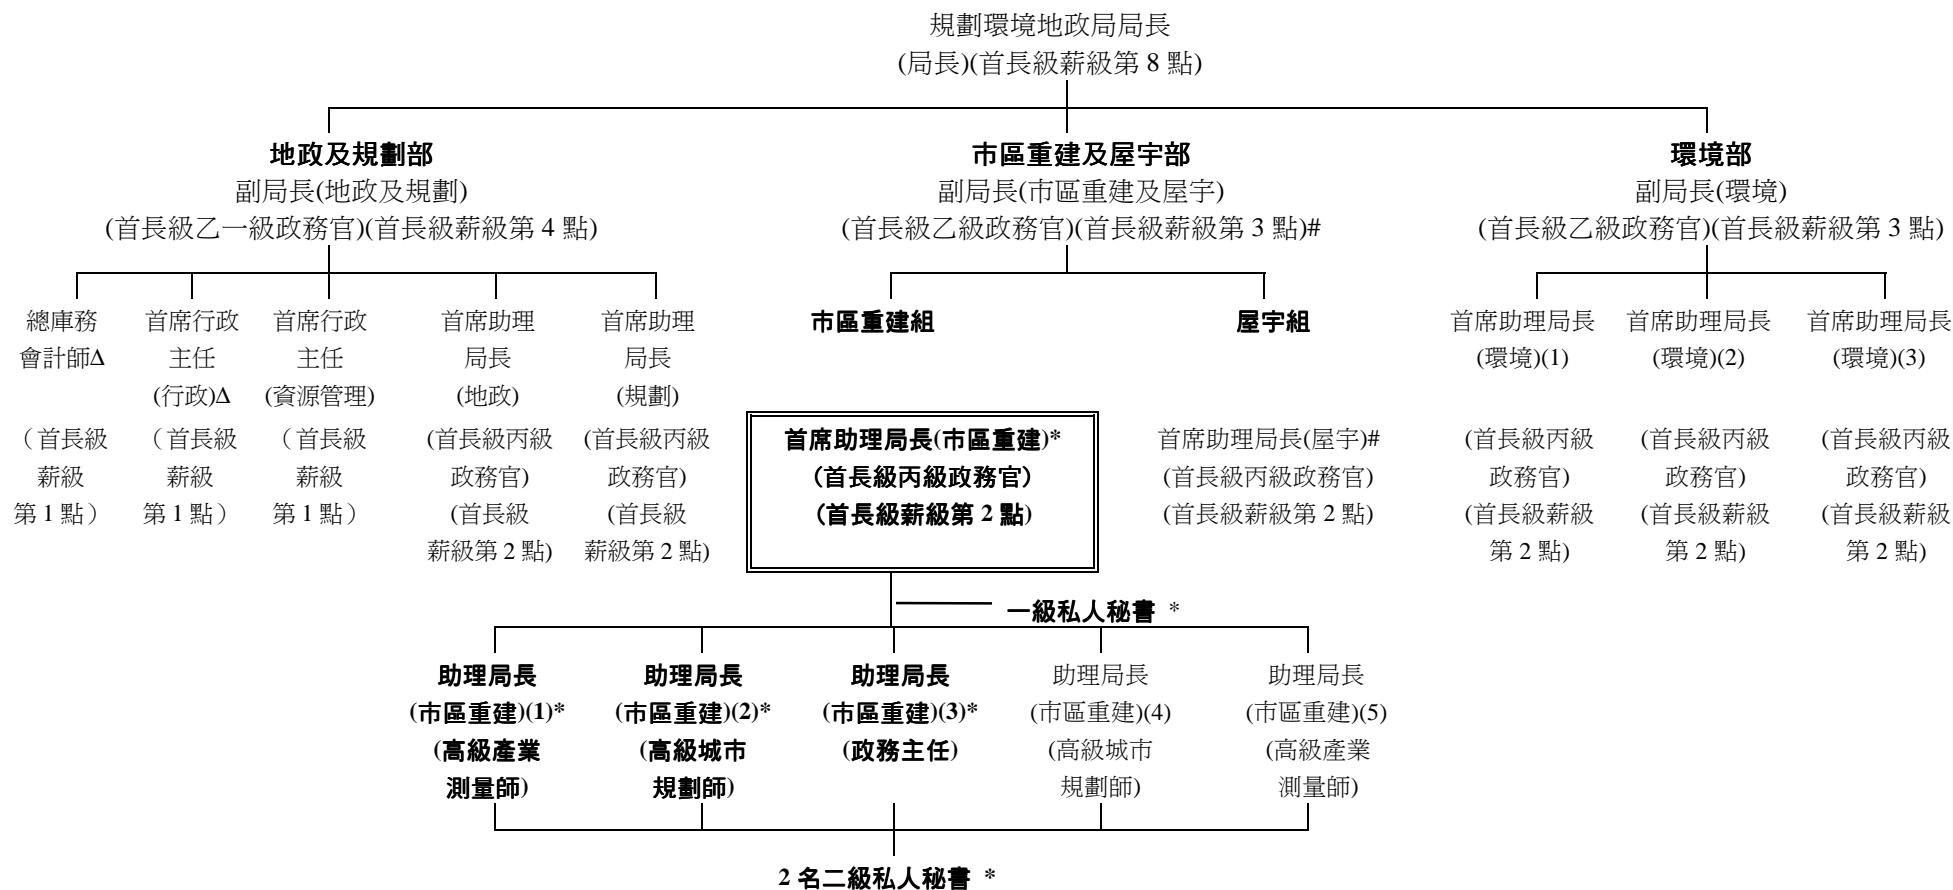 規劃環境地政局局長
(局長)(首長級薪級第 8 點)
地政及規劃部
副局長(地政及規劃)
(首長級乙一級政務官)(首長級薪級第 4 點)
市區重建及屋宇部
副局長(市區重建及屋宇)
(首長級乙級政務官)(首長級薪級第 3 點)#
環境部
副局長(環境)
(首長級乙級政務官)(首長級薪級第 3 點)
總庫務
會計師Δ
（首長級
薪級
第 1 點）
首席行政
主任
(行政)Δ
（首長級
薪級
第 1 點）
首席行政
主任
(資源管理)
（首長級
薪級
第 1 點）
首席助理
局長
(地政)
(首長級丙級
政務官)
(首長級
薪級第 2 點)
首席助理
局長
(規劃)
(首長級丙級
政務官)
(首長級
薪級第 2 點)
市區重建組
首席助理局長(市區重建)*
(首長級丙級政務官)
(首長級薪級第 2 點)
屋宇組
首席助理局長(屋宇)#
(首長級丙級政務官)
(首長級薪級第 2 點)
首席助理局長
(環境)(1)
(首長級丙級
政務官)
(首長級薪級
第 2 點)
首席助理局長
(環境)(2)
(首長級丙級
政務官)
(首長級薪級
第 2 點)
首席助理局長
(環境)(3)
(首長級丙級
政務官)
(首長級薪級
第 2 點)
一級私人秘書 *
助理局長
(市區重建)(1)*
(高級產業
測量師)
助理局長
(市區重建)(2)*
(高級城市
規劃師)
助理局長
(市區重建)(3)*
(政務主任)
助理局長
(市區重建)(4)
(高級城市
規劃師)
助理局長
(市區重建)(5)
(高級產業
測量師)
2 名二級私人秘書 *